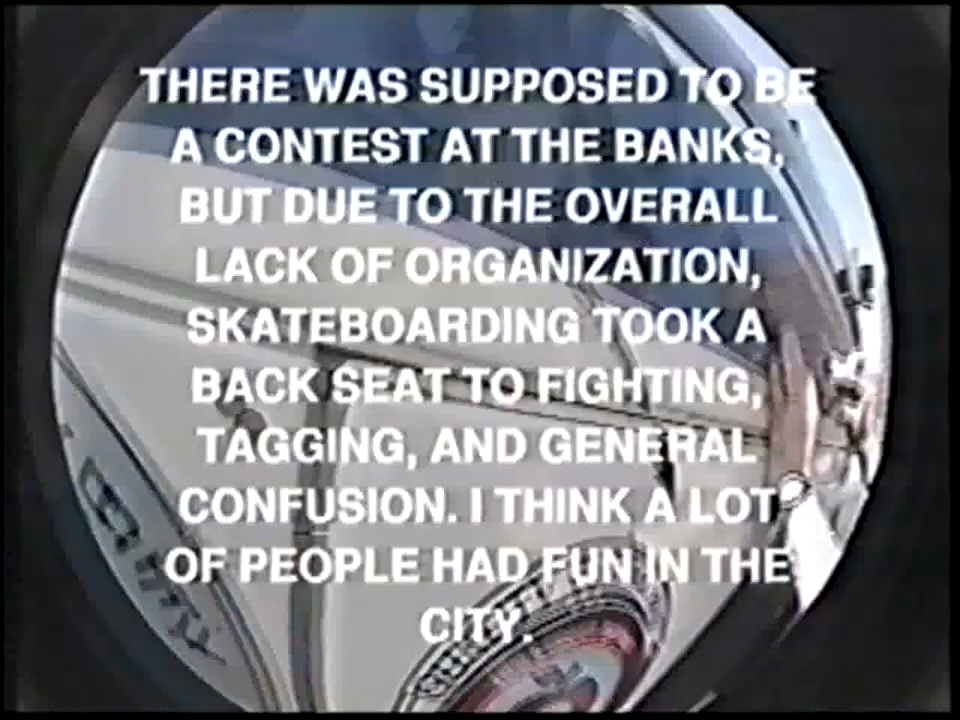 THERE WAS SUPPOSED TO BE
A CONTEST AT THE BANKS,
BUT DUE TO THE OVERALL
LACK OF ORGANIZATION,
SKATEBOARDING TOOK A
BACK SEAT TO FIGHTING,
TAGGING, AND GENERAL
CONFUSION. I THINK A LOT
OF PEOPLE HAD FUN IN THE
CITY.